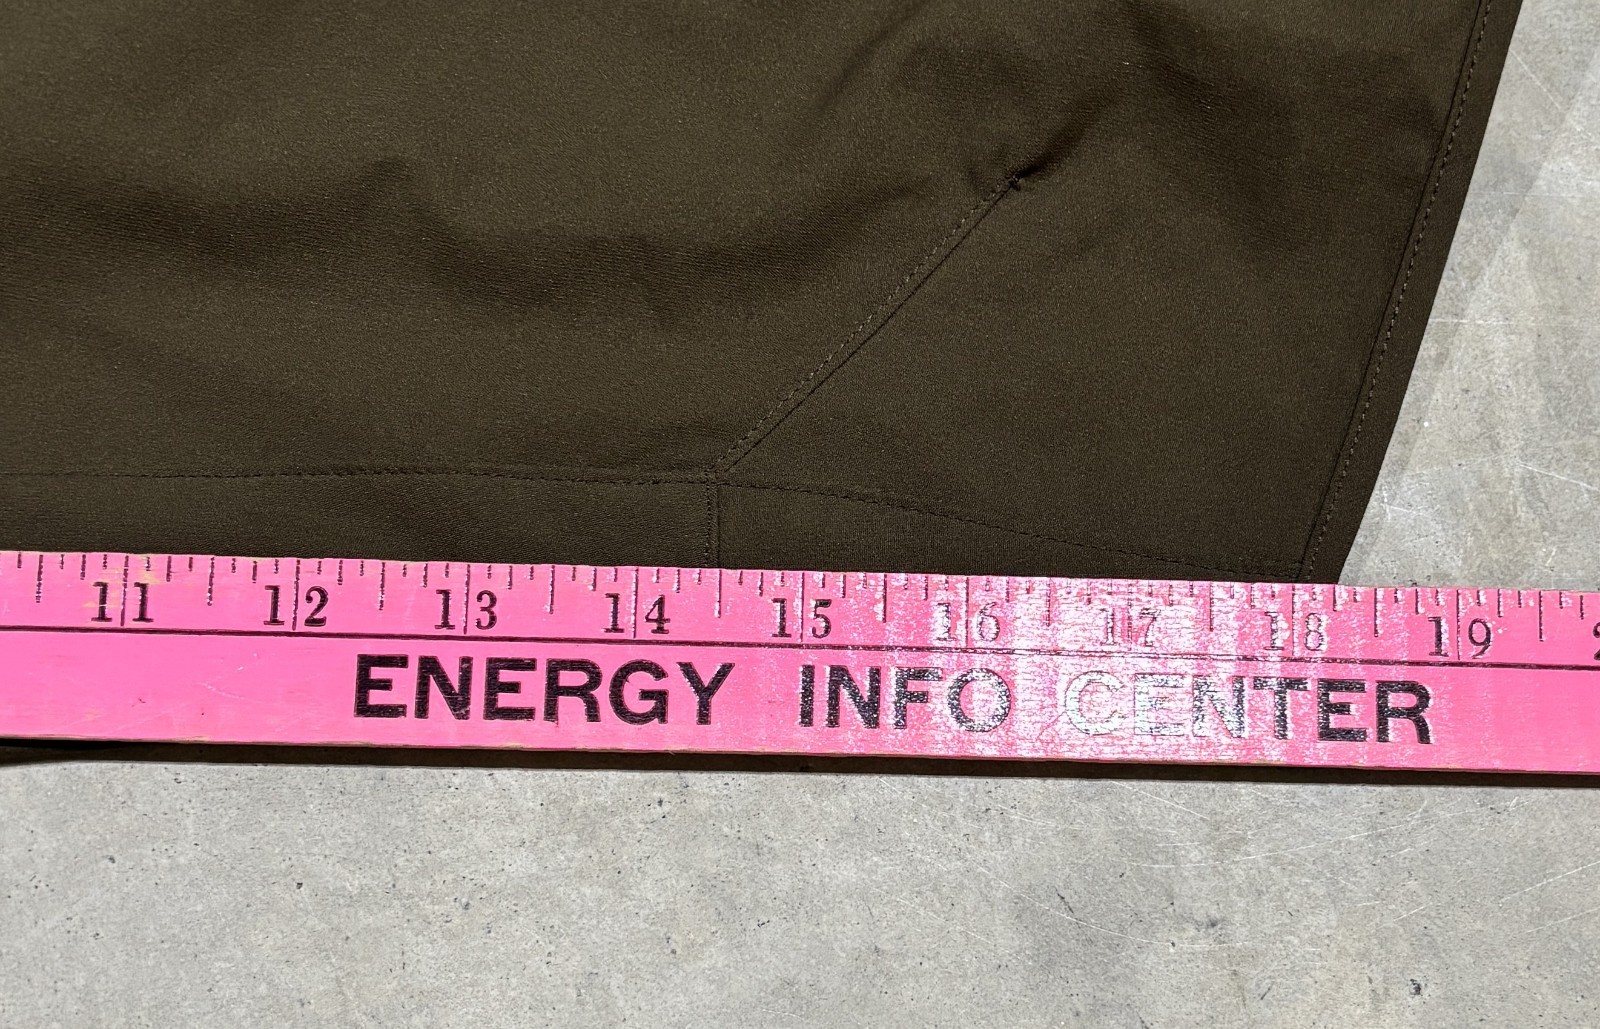 11 12 13 14 15 16 17 18 19
ENERGY INFO CENTER